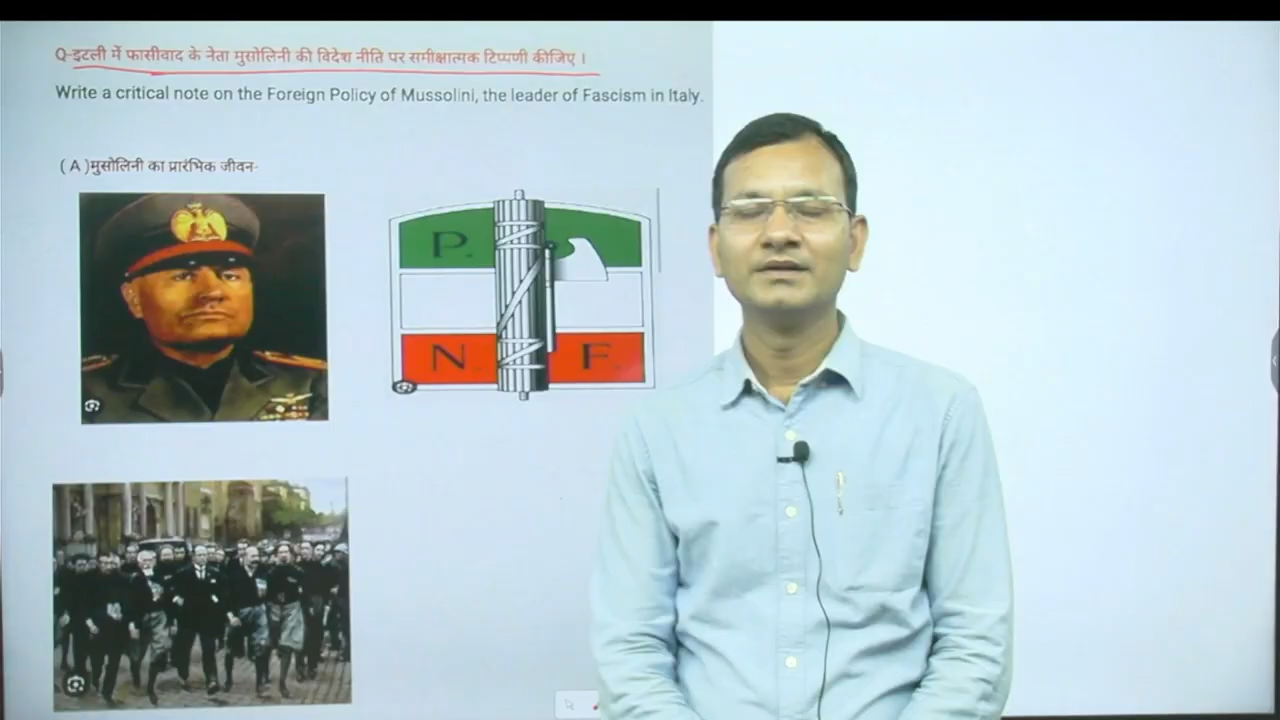 Q-इटली में फासीवाद के नेता मुसोलिनी की विदेश नीति पर समीक्षात्मक टिप्पणी कीजिए ।
Write a critical note on the Foreign Policy of Mussolini, the leader of Fascism in Italy.
( A )मुसोलिनी का प्रारंभिक जीवन-
P.
N. F.